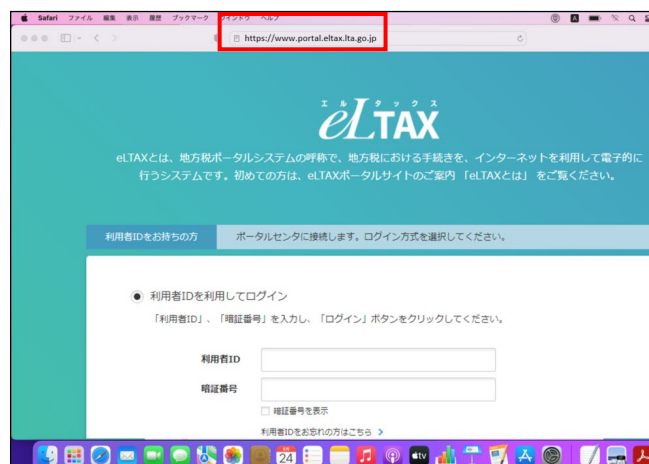 Safari ファイル 編集 表示 履歴 ブックマーク ウインドウ ヘルプ
https://www.portal.eltax.lta.go.jp
エルタックス
eLTAX
eLTAXとは、地方税ポータルシステムの呼称で、地方税における手続きを、インターネットを利用して電子的に
行うシステムです。初めての方は、eLTAXポータルサイトのご案内 「eLTAXとは」 をご覧ください。
利用者IDをお持ちの方 ポータルセンタに接続します。ログイン方式を選択してください。
利用者IDを利用してログイン
「利用者ID」、「暗証番号」を入力し、「ログイン」ボタンをクリックしてください。
利用者ID
暗証番号
暗証番号を表示
利用者IDをお忘れの方はこちら
24
tv